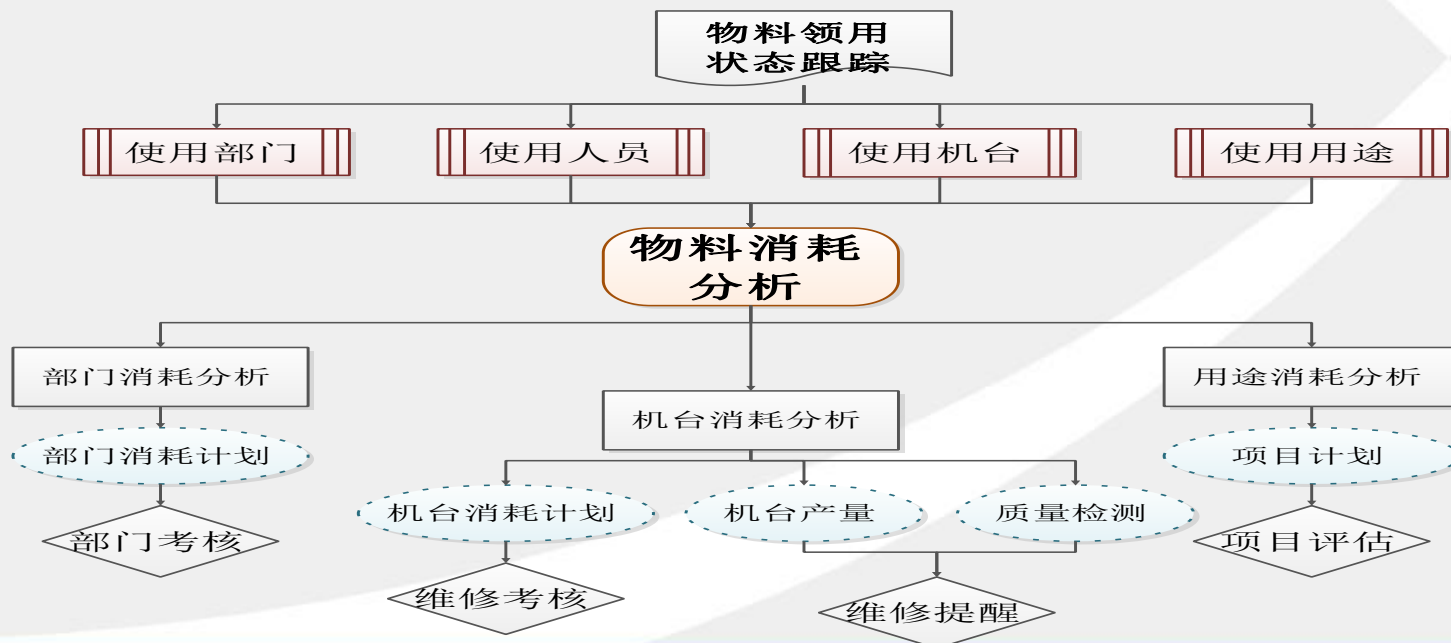 物料领用
状态跟踪
使用部门
使用人员
使用机台
使用用途
物料消耗
分析
部门消耗分析
机台消耗分析
用途消耗分析
部门消耗计划
项目计划
机台消耗计划
机台产量
质量检测
部门考核
项目评估
维修考核
维修提醒